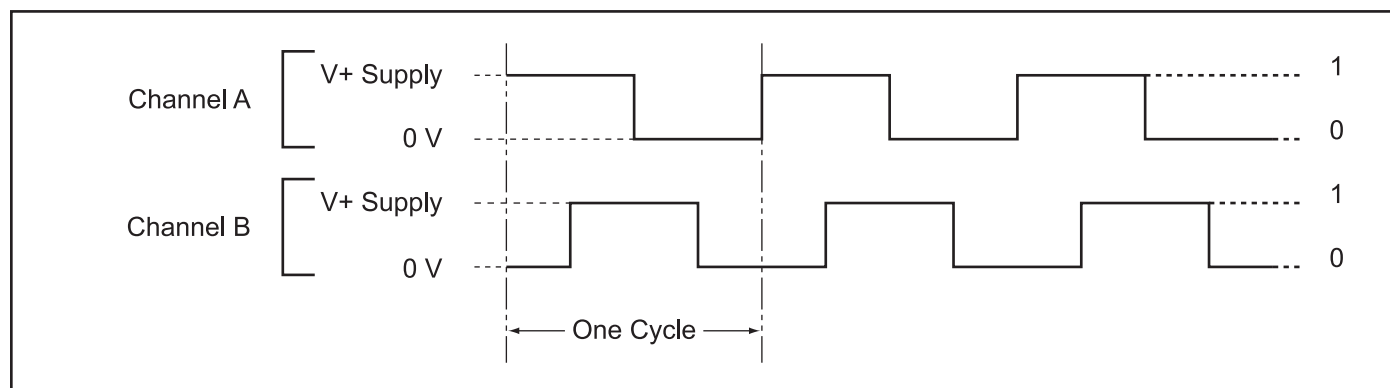 V+ Supply
1
Channel A
0 V
0
V+ Supply
1
Channel B
0 V
0
One Cycle